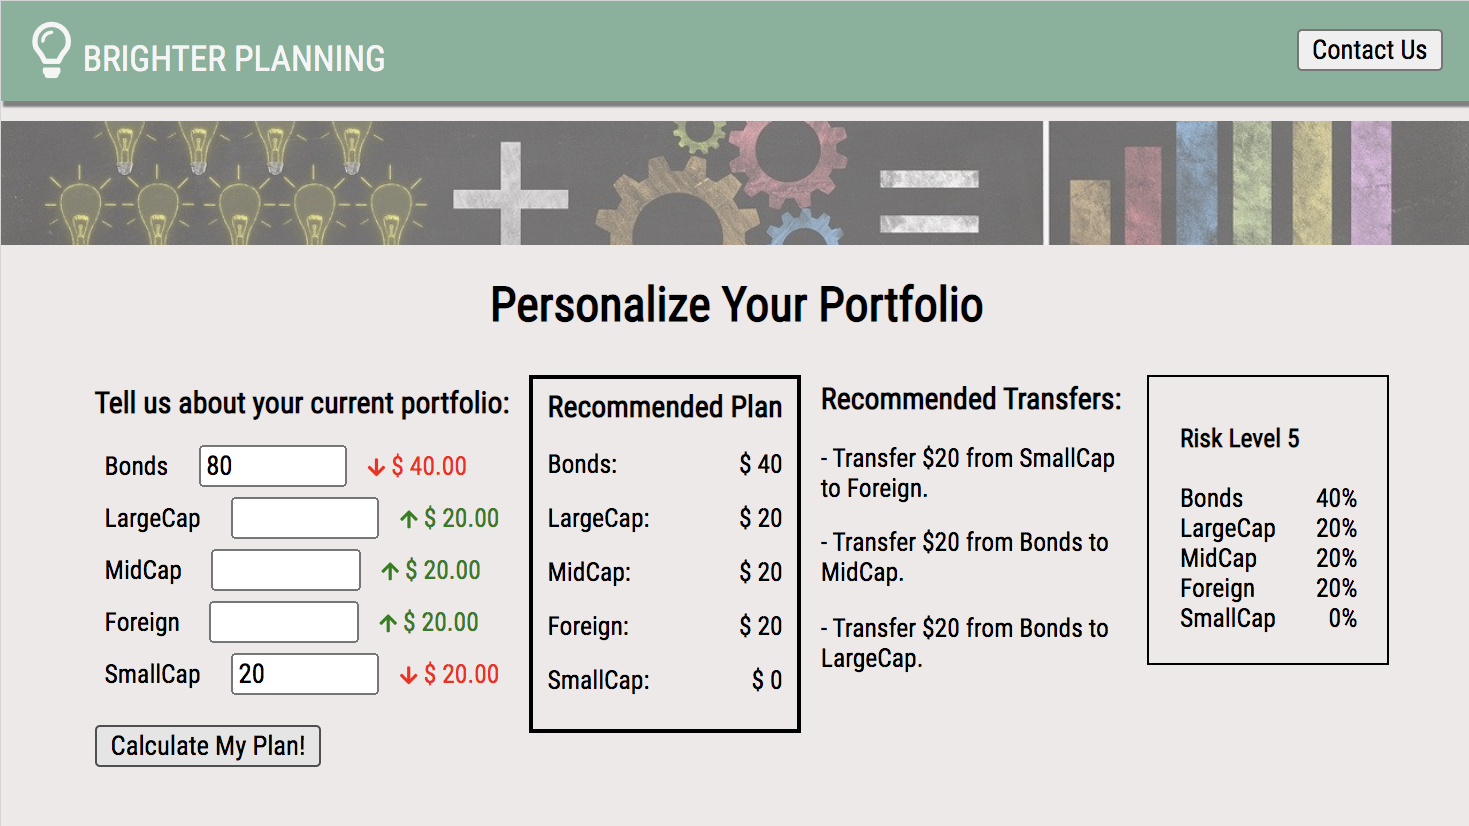 BRIGHTER PLANNING
Contact Us
Personalize Your Portfolio
Tell us about your current portfolio:
Bonds 80 ↓ $ 40.00
LargeCap ↑ $ 20.00
MidCap ↑ $ 20.00
Foreign ↑ $ 20.00
SmallCap 20 ↓ $ 20.00
Calculate My Plan!
Recommended Plan
Bonds: $ 40
LargeCap: $ 20
MidCap: $ 20
Foreign: $ 20
SmallCap: $ 0
Recommended Transfers:
- Transfer $20 from SmallCap
to Foreign.
- Transfer $20 from Bonds to
MidCap.
- Transfer $20 from Bonds to
LargeCap.
Risk Level 5
Bonds 40%
LargeCap 20%
MidCap 20%
Foreign 20%
SmallCap 0%